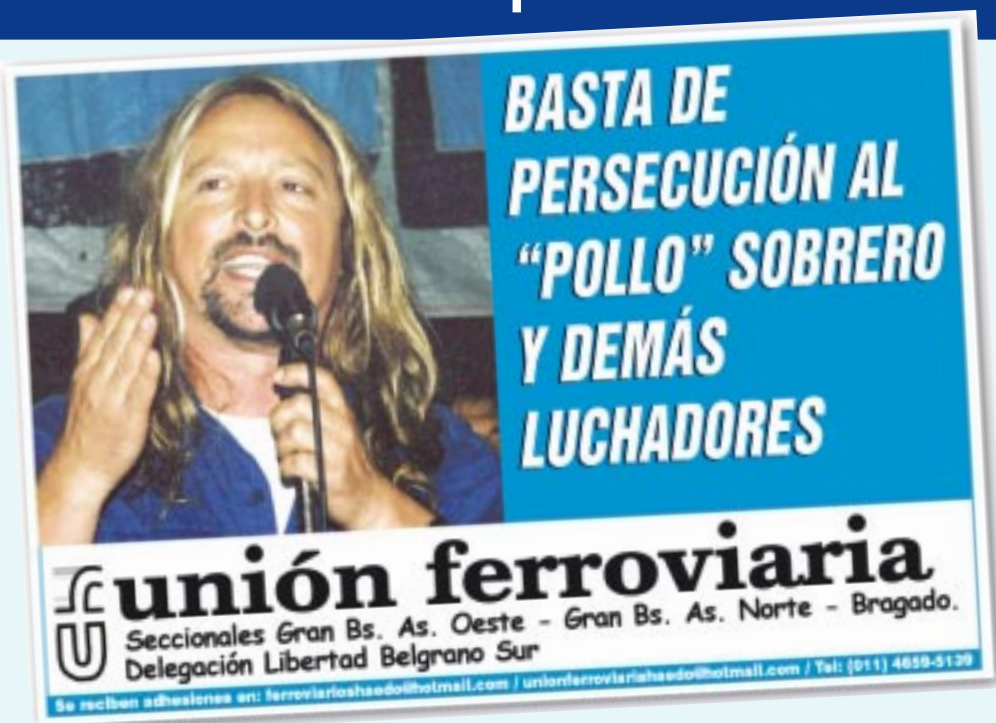 BASTA DE
PERSECUCIÓN AL
“POLLO” SOBRERO
Y DEMÁS
LUCHADORES
unión ferroviaria
Seccionales Gran Bs. As. Oeste - Gran Bs. As. Norte - Bragado.
Delegación Libertad Belgrano Sur
Se reciben adhesiones en: ferroviarioshaedo@hotmail.com / unionferroviariahaedo@hotmail.com / Tel: (011) 4659-5139